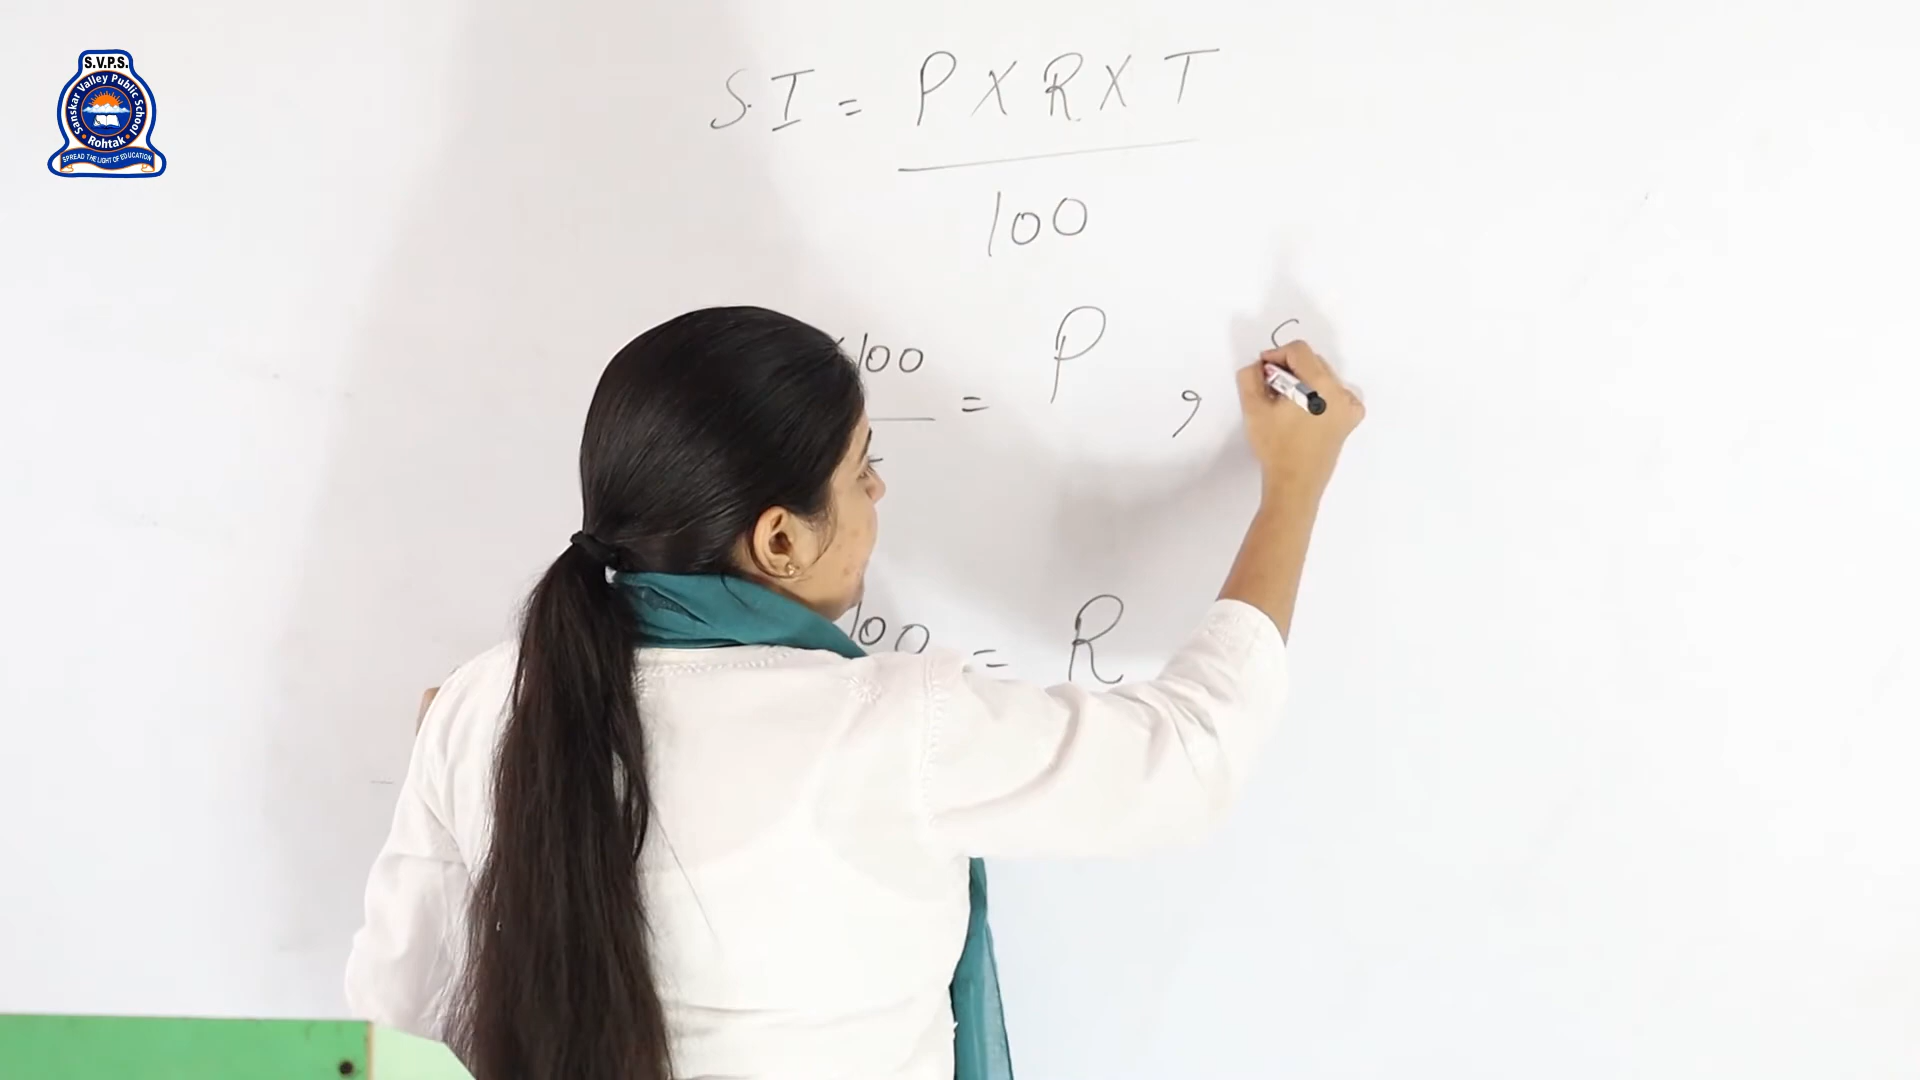 S.V.P.S.
Sanskar Valley Public School
Rohtak
SPREAD THE LIGHT OF EDUCATION
S.I = P X R X T
100
100 = P ,
100 = R